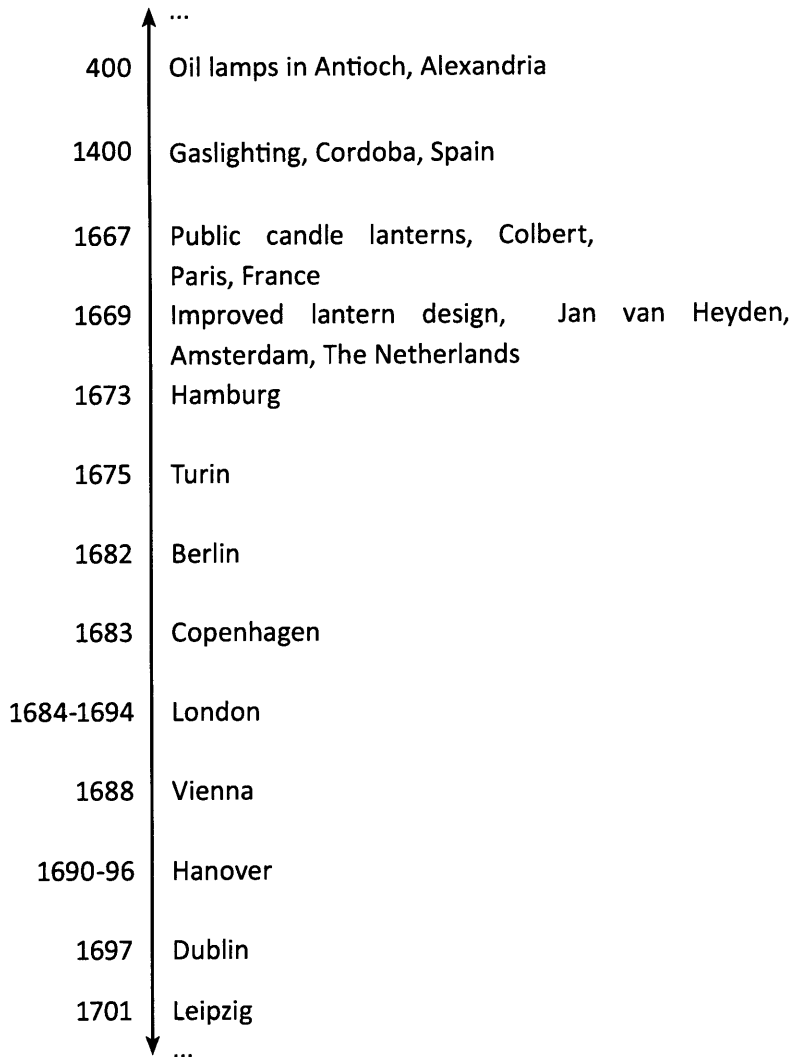 ...
400 Oil lamps in Antioch, Alexandria
1400 Gaslighting, Cordoba, Spain
1667 Public candle lanterns, Colbert,
Paris, France
1669 Improved lantern design, Jan van Heyden,
Amsterdam, The Netherlands
1673 Hamburg
1675 Turin
1682 Berlin
1683 Copenhagen
1684-1694 London
1688 Vienna
1690-96 Hanover
1697 Dublin
1701 Leipzig
...